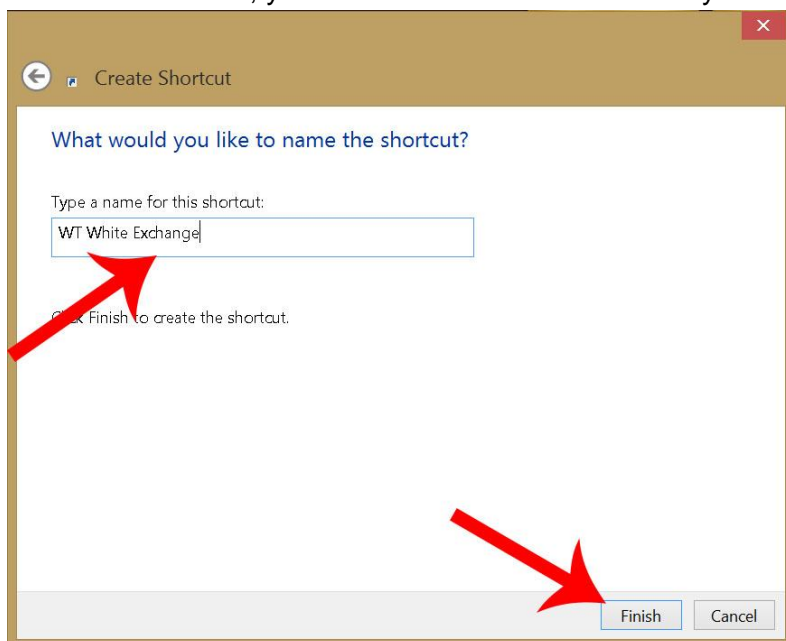 Create Shortcut
What would you like to name the shortcut?
Type a name for this shortcut:
WT White Exchange
Finish to create the shortcut.
Finish Cancel